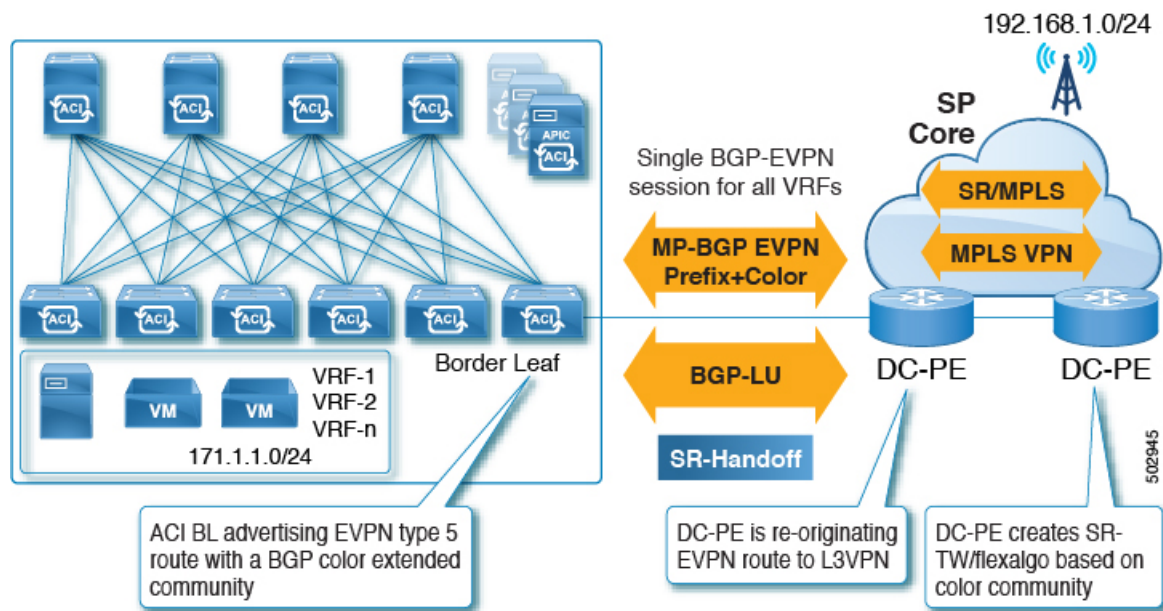 192.168.1.0/24
ACI
ACI
ACI
ACI
APIC
ACI
SP
Core
Single BGP-EVPN
session for all VRFs
SR/MPLS
MP-BGP EVPN
Prefix+Color
MPLS VPN
ACI
ACI
ACI
ACI
ACI
ACI
Border Leaf
BGP-LU
DC-PE
DC-PE
VM
VM
VRF-1
VRF-2
VRF-n
171.1.1.0/24
SR-Handoff
502945
ACI BL advertising EVPN type 5
route with a BGP color extended
community
DC-PE is re-originating
EVPN route to L3VPN
DC-PE creates SR-
TW/flexalgo based on
color community